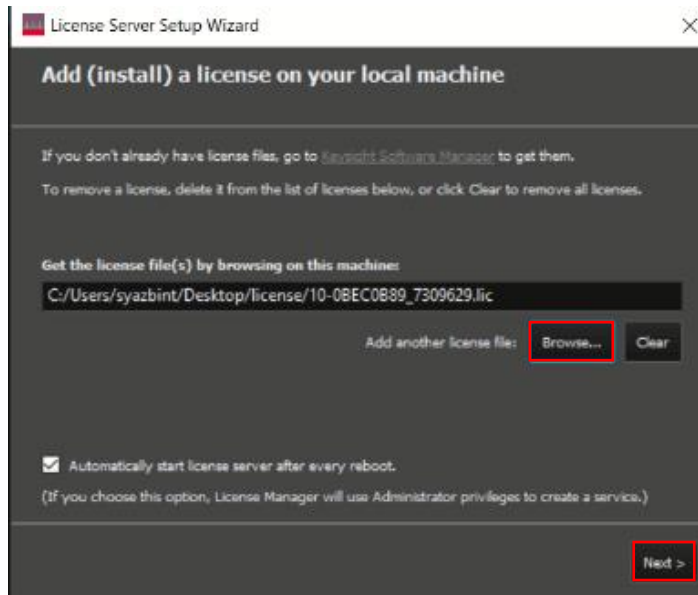 License Server Setup Wizard
Add (install) a license on your local machine
If you don't already have license files, go to Keysight Software Manager to get them.
To remove a license, delete it from the list of licenses below, or click Clear to remove all licenses.
Get the license file(s) by browsing on this machine:
C:/Users/syazbint/Desktop/license/10-0BEC0B89_7309629.lic
Add another license file: Browse... Clear
Automatically start license server after every reboot.
(If you choose this option, License Manager will use Administrator privileges to create a service.)
Next >